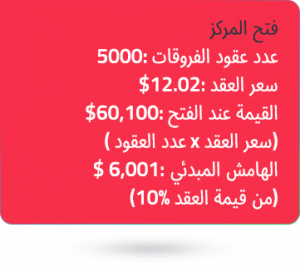 فتح المركز
عدد عقود الفروقات :5000
سعر العقد :12.02$
القيمة عند الفتح :60,100$
(سعر العقد x عدد العقود )
الهامش المبدئي :6,001 $
(من قيمة العقد %10)